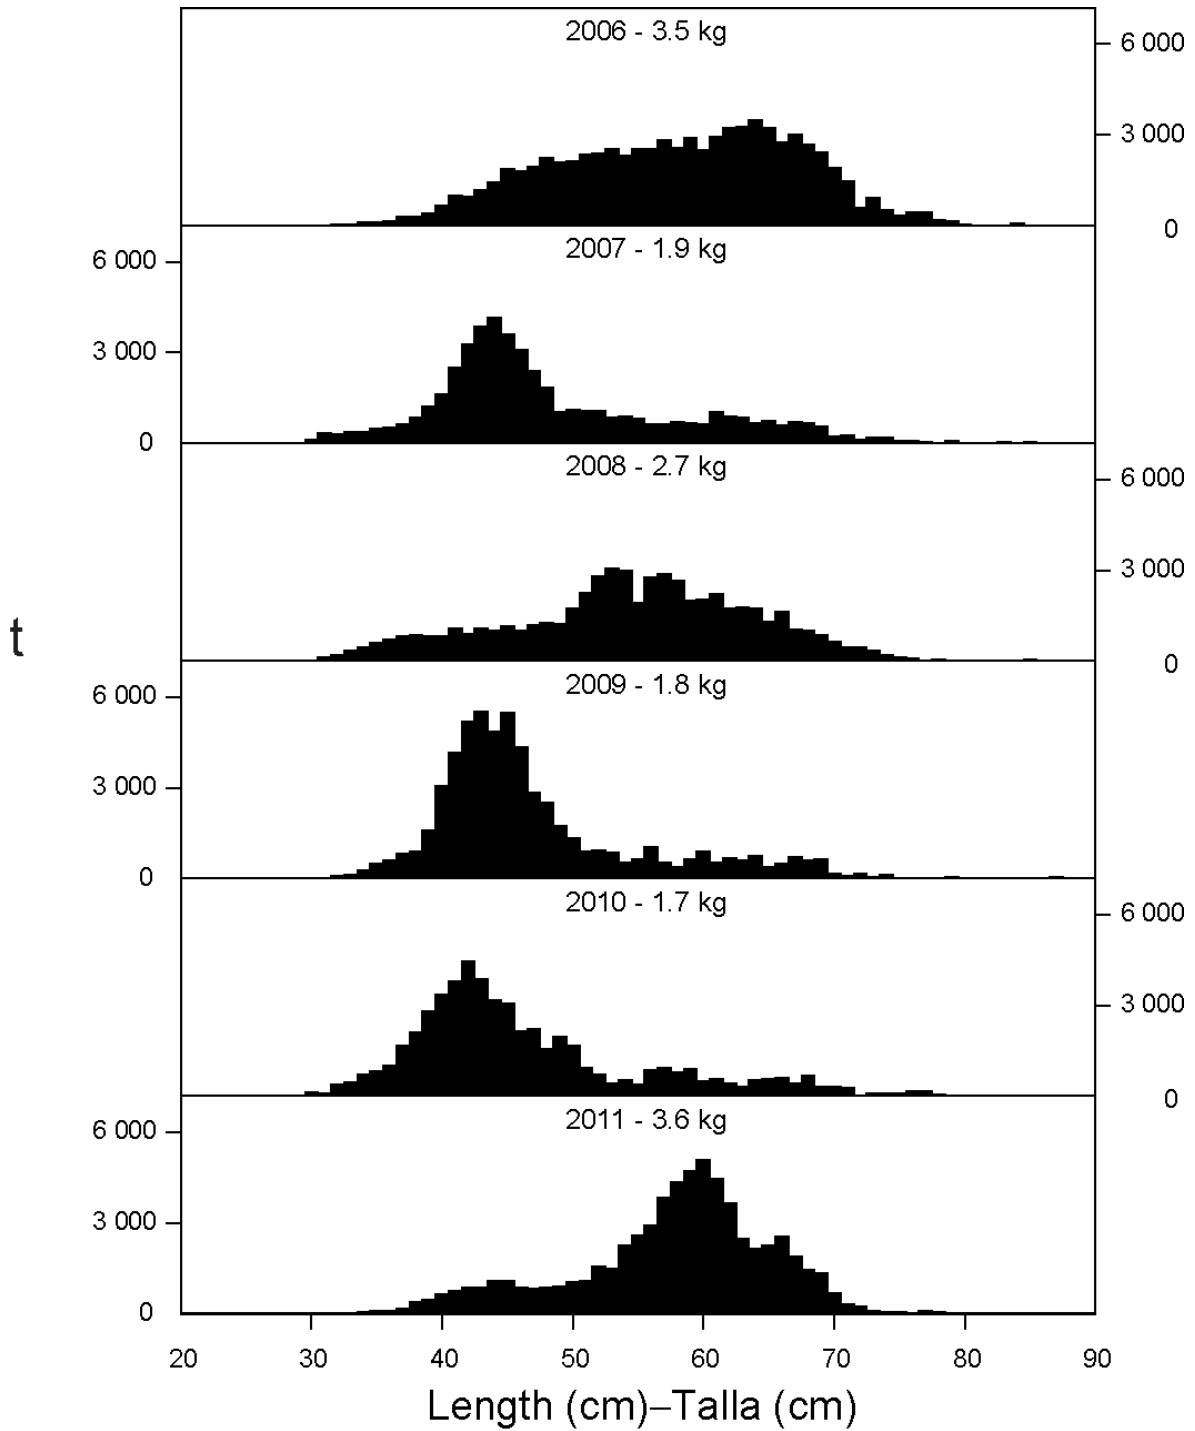 2006 - 3.5 kg
6 000
3 000
0
2007 - 1.9 kg
6 000
3 000
0
2008 - 2.7 kg
6 000
3 000
0
t
2009 - 1.8 kg
6 000
3 000
0
2010 - 1.7 kg
6 000
3 000
0
2011 - 3.6 kg
6 000
3 000
0
20 30 40 50 60 70 80 90
Length (cm)–Talla (cm)